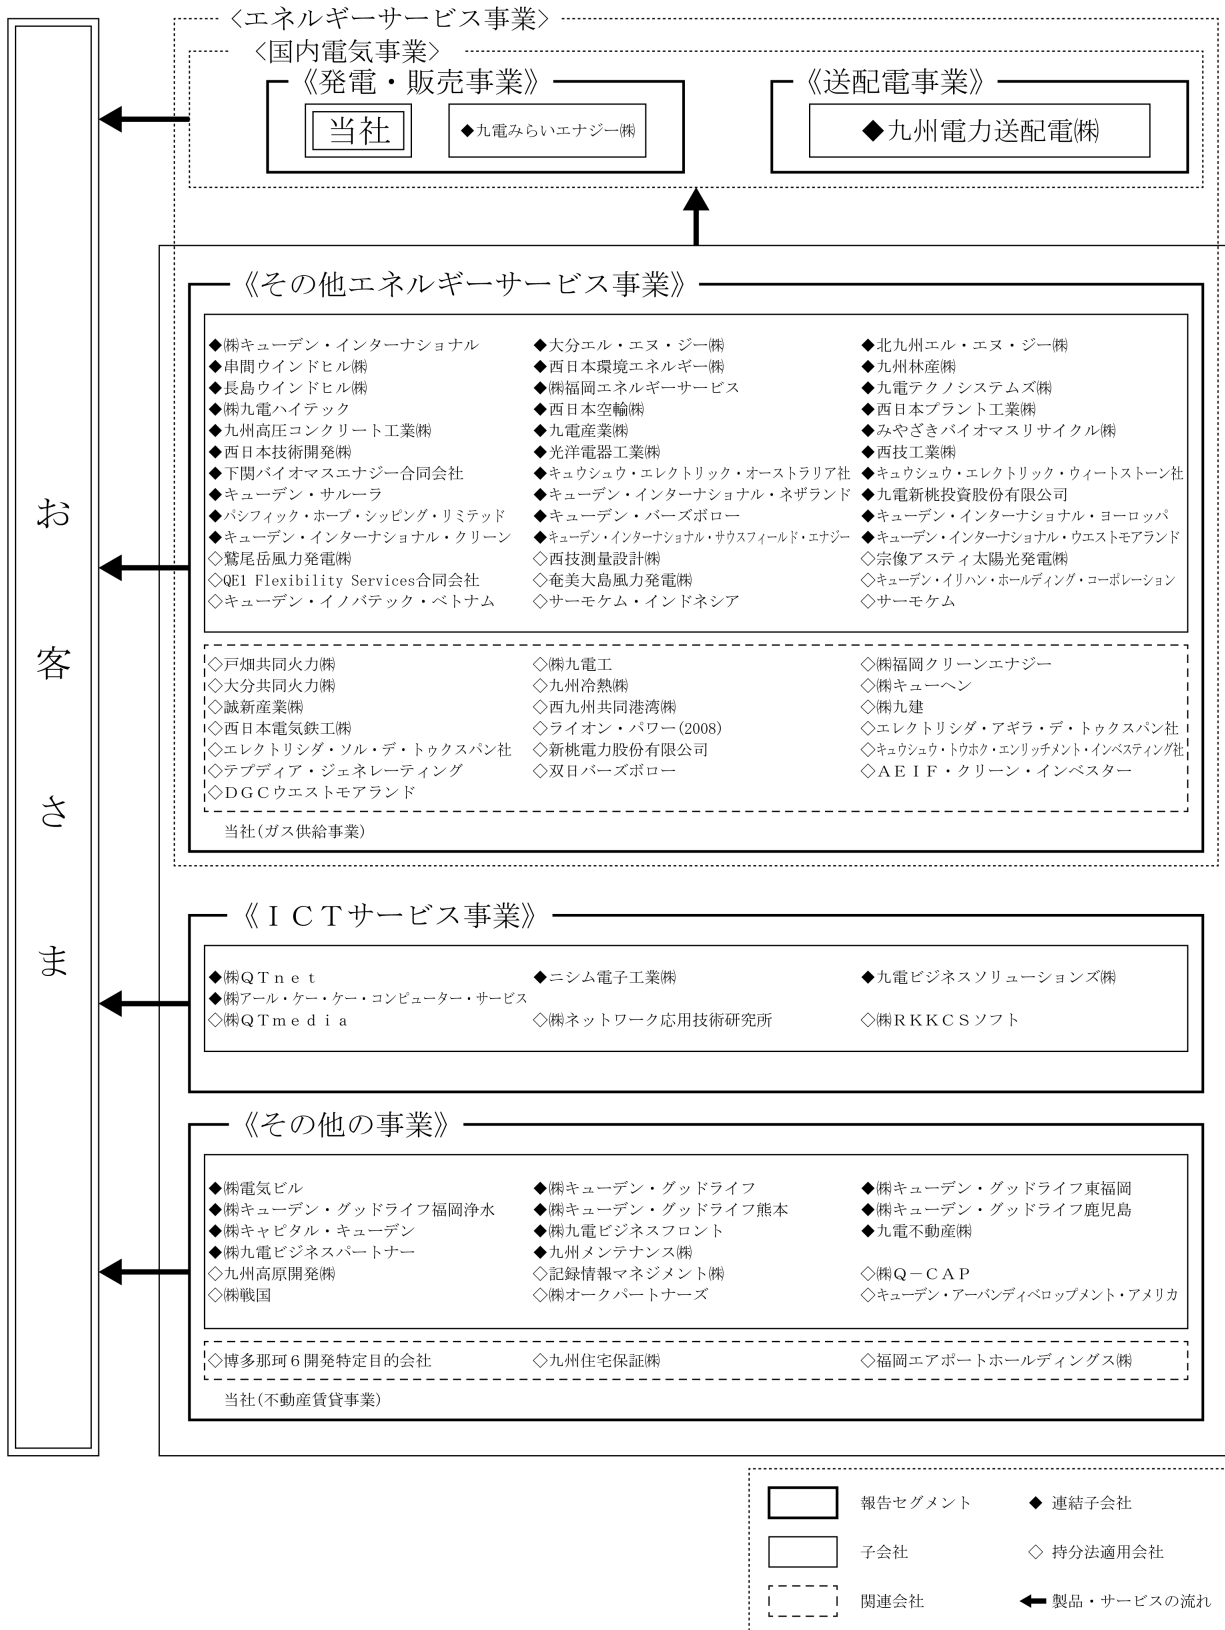 〈エネルギーサービス事業〉
〈国内電気事業〉
《発電・販売事業》 《送配電事業》
当社 ◆九電みらいエナジー㈱ ◆九州電力送配電㈱
お客さま
《その他エネルギーサービス事業》
◆㈱キューデン・インターナショナル ◆大分エル・エヌ・ジー㈱ ◆北九州エル・エヌ・ジー㈱
◆串間ウインドヒル㈱ ◆西日本環境エネルギー㈱ ◆九州林産㈱
◆長島ウインドヒル㈱ ◆㈱福岡エネルギーサービス ◆九電テクノシステムズ㈱
◆㈱九電ハイテック ◆西日本空輸㈱ ◆西日本プラント工業㈱
◆九州高圧コンクリート工業㈱ ◆九電産業㈱ ◆みやざきバイオマスリサイクル㈱
◆西日本技術開発㈱ ◆光洋電器工業㈱ ◆西技工業㈱
◆下関バイオマスエナジー合同会社 ◆キュウシュウ・エレクトリック・オーストラリア社 ◆キュウシュウ・エレクトリック・ウィートストーン社
◆キューデン・サルーラ ◆キューデン・インターナショナル・ネザランド ◆九電新桃投資股份有限公司
◆パシフィック・ホープ・シッピング・リミテッド ◆キューデン・バーズボロー ◆キューデン・インターナショナル・ヨーロッパ
◆キューデン・インターナショナル・クリーン ◆キューデン・インターナショナル・サウスフィールド・エナジー ◆キューデン・インターナショナル・ウエストモアランド
◇鷲尾岳風力発電㈱ ◇西技測量設計㈱ ◇宗像アスティ太陽光発電㈱
◇QE1 Flexibility Services合同会社 ◇奄美大島風力発電㈱ ◇キューデン・イリハン・ホールディング・コーポレーション
◇キューデン・イノバテック・ベトナム ◇サーモケム・インドネシア ◇サーモケム
◇戸畑共同火力㈱ ◇㈱九電工 ◇㈱福岡クリーンエナジー
◇大分共同火力㈱ ◇九州冷熱㈱ ◇㈱キューヘン
◇誠新産業㈱ ◇西九州共同港湾㈱ ◇㈱九建
◇西日本電気鉄工㈱ ◇ライオン・パワー(2008) ◇エレクトリシダ・アギラ・デ・トゥクスパン社
◇エレクトリシダ・ソル・デ・トゥクスパン社 ◇新桃電力股份有限公司 ◇キュウシュウ・トウホク・エンリッチメント・インベスティング社
◇テプディア・ジェネレーティング ◇双日バーズボロー ◇ＡＥＩＦ・クリーン・インベスター
◇ＤＧＣウエストモアランド
当社(ガス供給事業)
《ＩＣＴサービス事業》
◆㈱ＱＴｎｅｔ ◆ニシム電子工業㈱ ◆九電ビジネスソリューションズ㈱
◆㈱アール・ケー・ケー・コンピューター・サービス
◇㈱ＱＴｍｅｄｉａ ◇㈱ネットワーク応用技術研究所 ◇㈱ＲＫＫＣＳソフト
《その他の事業》
◆㈱電気ビル ◆㈱キューデン・グッドライフ ◆㈱キューデン・グッドライフ東福岡
◆㈱キューデン・グッドライフ福岡浄水 ◆㈱キューデン・グッドライフ熊本 ◆㈱キューデン・グッドライフ鹿児島
◆㈱キャピタル・キューデン ◆㈱九電ビジネスフロント ◆九電不動産㈱
◆㈱九電ビジネスパートナー ◆九州メンテナンス㈱
◇九州高原開発㈱ ◇記録情報マネジメント㈱ ◇㈱Ｑ－ＣＡＰ
◇㈱戦国 ◇㈱オークパートナーズ ◇キューデン・アーバンディベロップメント・アメリカ
◇博多那珂６開発特定目的会社 ◇九州住宅保証㈱ ◇福岡エアポートホールディングス㈱
当社(不動産賃貸事業)
報告セグメント ◆ 連結子会社
子会社 ◇ 持分法適用会社
関連会社 製品・サービスの流れ